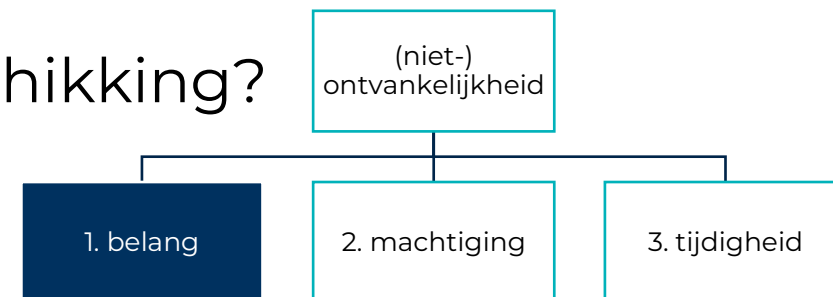 hikking?
(niet-)
ontvankelijkheid
1. belang
2. machtiging
3. tijdigheid